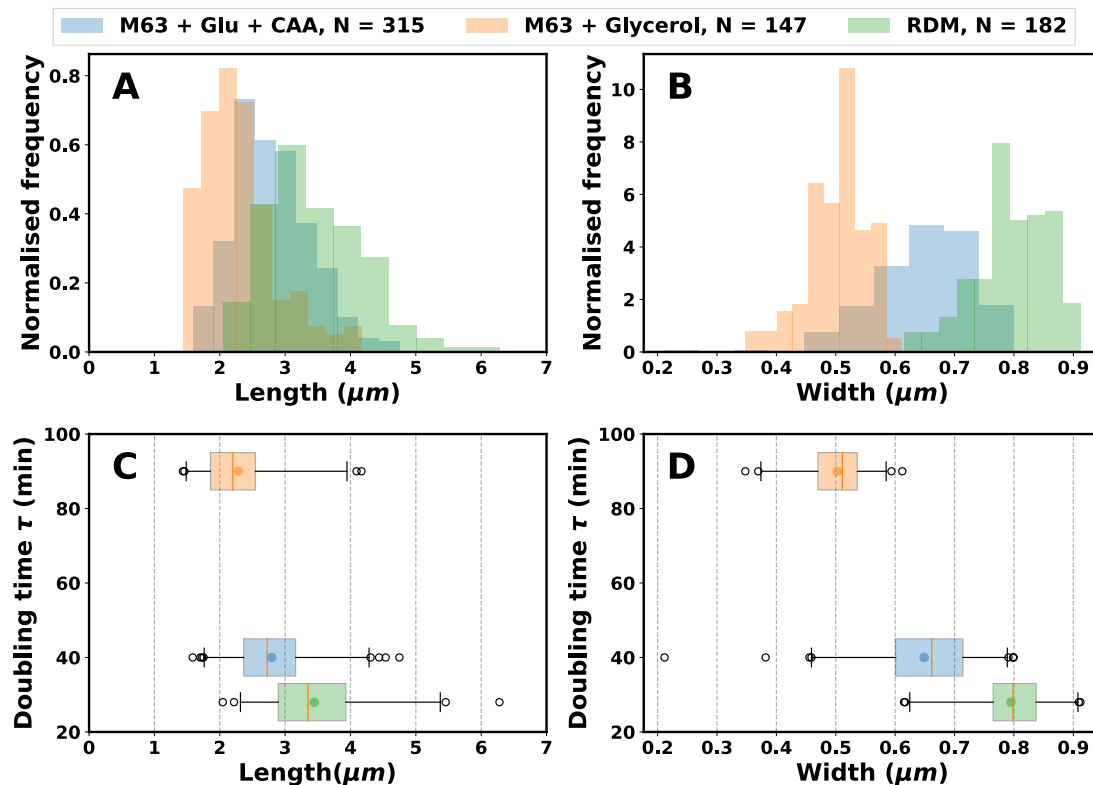 M63 + Glu + CAA, N = 315 M63 + Glycerol, N = 147 RDM, N = 182
A
Normalised frequency
0.8
0.6
0.4
0.2
0.0
0 1 2 3 4 5 6 7
Length (μm)
B
Normalised frequency
10
8
6
4
2
0
0.2 0.3 0.4 0.5 0.6 0.7 0.8 0.9
Width (μm)
C
Doubling time τ (min)
100
80
60
40
20
0 1 2 3 4 5 6 7
Length(μm)
D
Doubling time τ (min)
100
80
60
40
20
0.2 0.3 0.4 0.5 0.6 0.7 0.8 0.9
Width (μm)